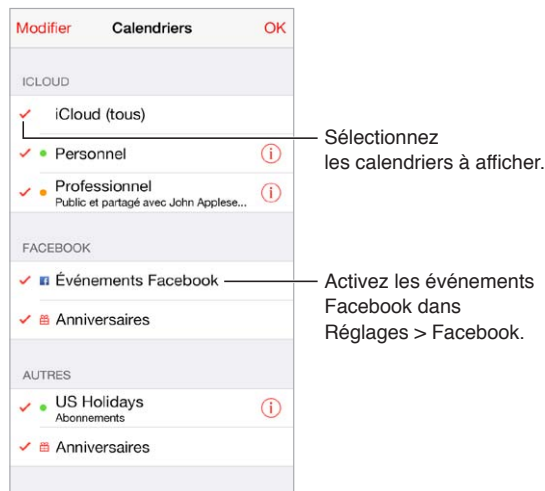 Modifier Calendriers OK
ICLOUD
iCloud (tous)
Personnel
Professionnel
Public et partagé avec John Applese...
Sélectionnez
les calendriers à afficher.
FACEBOOK
Événements Facebook
Anniversaires
Activez les événements
Facebook dans
Réglages > Facebook.
AUTRES
US Holidays
Abonnements
Anniversaires